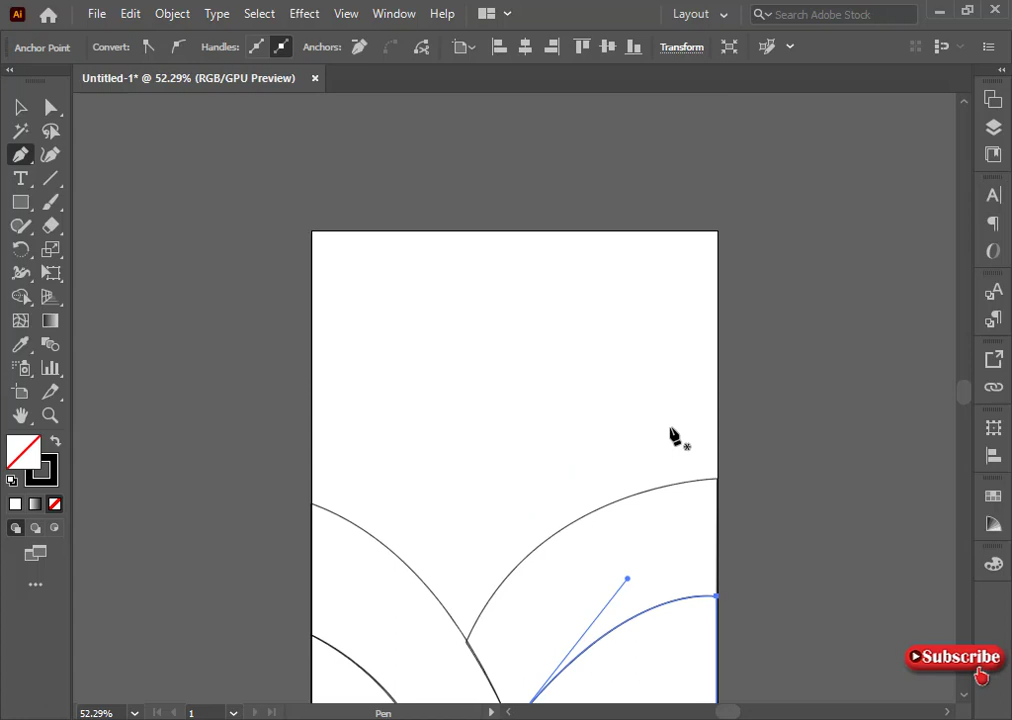 Ai File Edit Object Type Select Effect View Window Help Layout Search Adobe Stock
Anchor Point Convert: Handles: Anchors: Transform
Untitled-1* @ 52.29% (RGB/GPU Preview) ×
Subscribe
52.29% 1 Pen